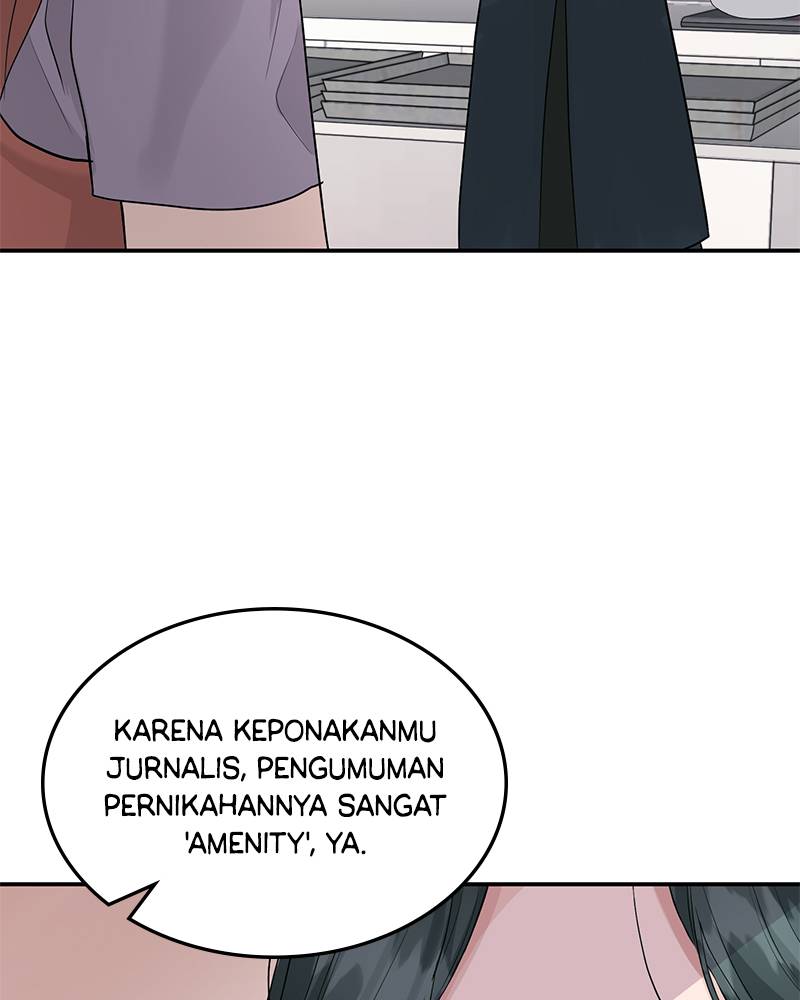 KARENA KEPONAKANMU
JURNALIS, PENGUMUMAN
PERNIKAHANNYA SANGAT
'AMENITY', YA.